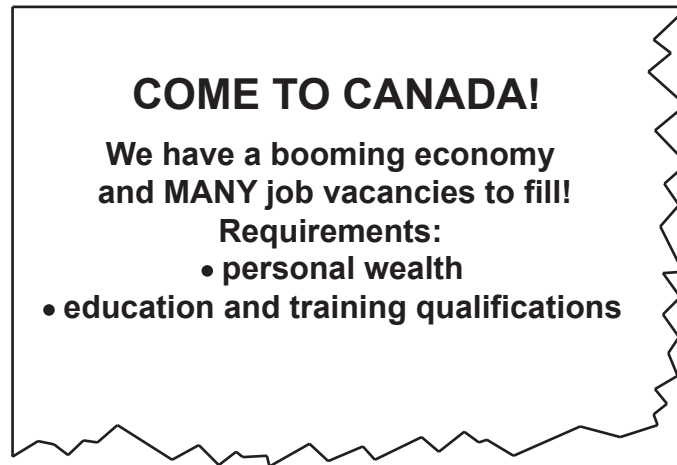 COME TO CANADA!
We have a booming economy
and MANY job vacancies to fill!
Requirements:
• personal wealth
• education and training qualifications